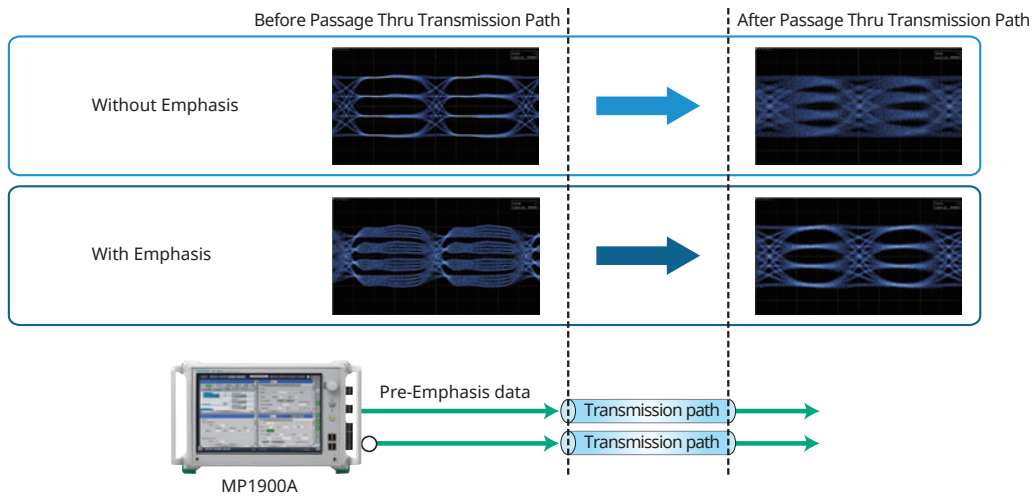 Before Passage Thru Transmission Path
After Passage Thru Transmission Path
Without Emphasis
With Emphasis
Pre-Emphasis data
Transmission path
Transmission path
MP1900A